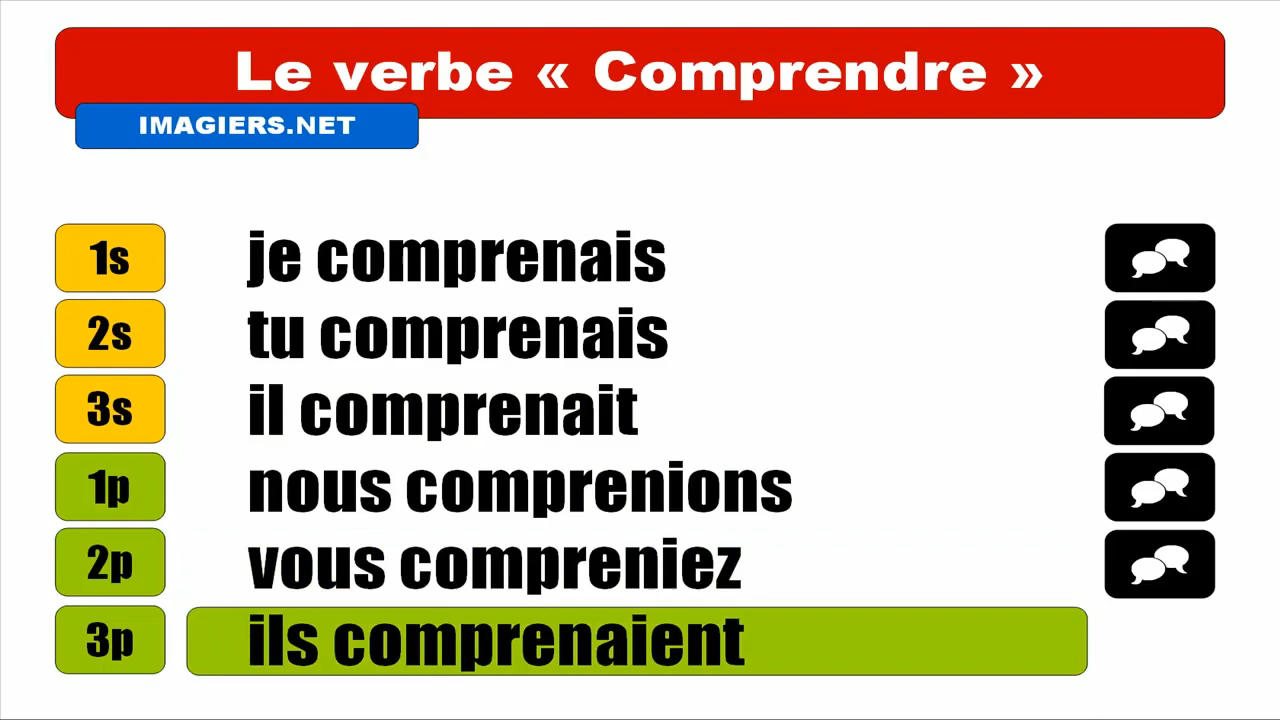 Le verbe « Comprendre »
IMAGIERS.NET
1s je comprenais
2s tu comprenais
3s il comprenait
1p nous comprenions
2p vous compreniez
3p ils comprenaient